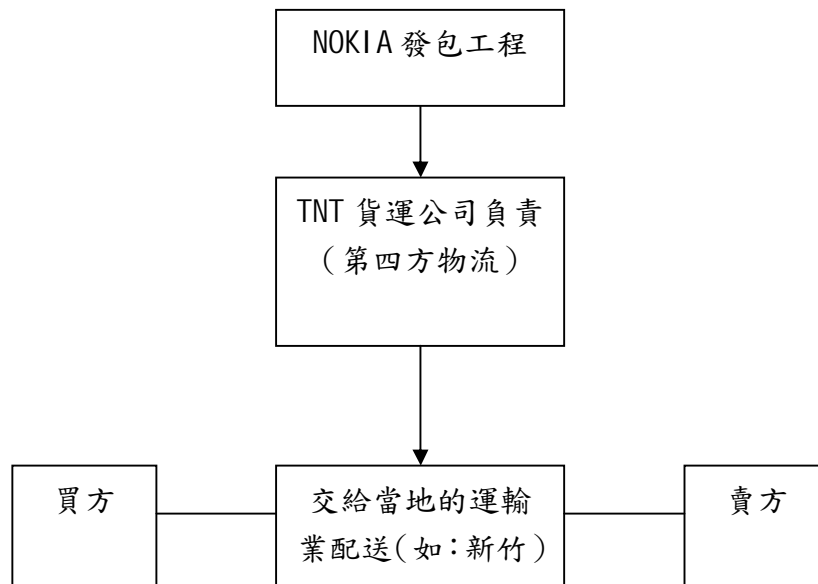 NOKIA 發包工程
TNT 貨運公司負責
（第四方物流）
買方
交給當地的運輸
業配送(如：新竹)
賣方